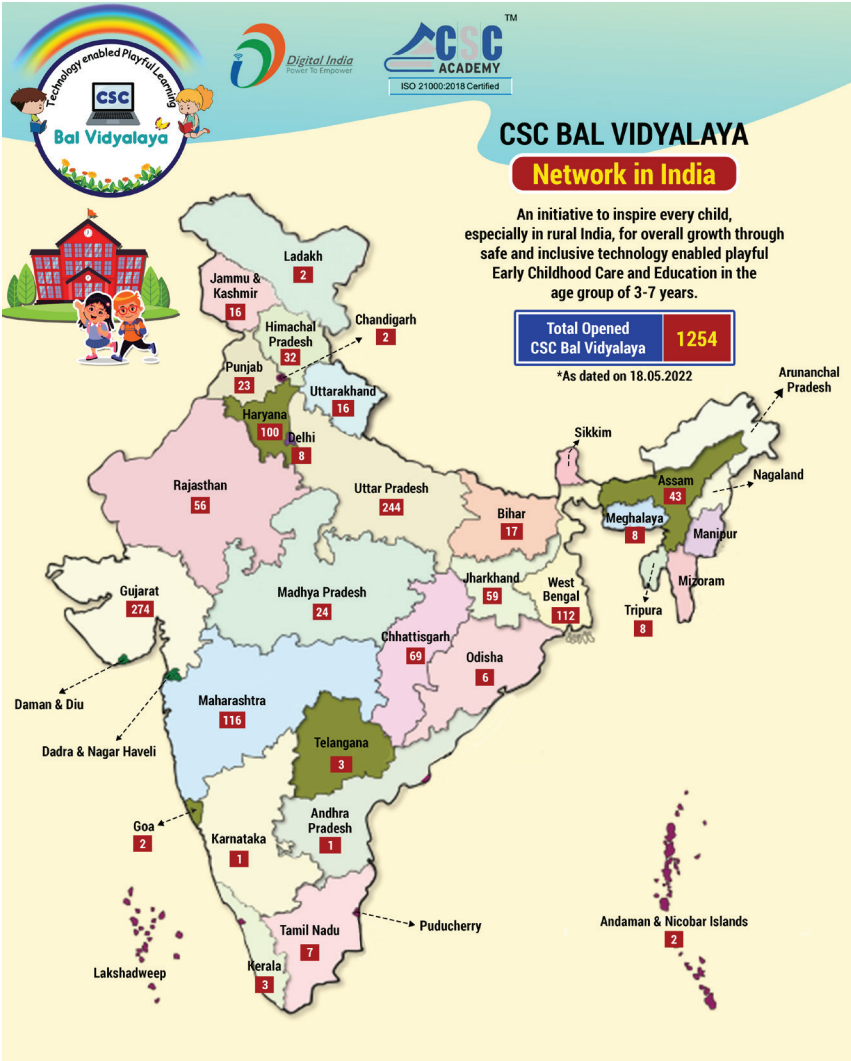 Technology enabled Playful Learning
CSC
Bal Vidyalaya
Digital India
Power To Empower
CSC
ACADEMY
TM
ISO 21000:2018 Certified
CSC BAL VIDYALAYA
Network in India
An initiative to inspire every child,
especially in rural India, for overall growth through
safe and inclusive technology enabled playful
Early Childhood Care and Education in the
age group of 3-7 years.
Total Opened
CSC Bal Vidyalaya
1254
*As dated on 18.05.2022
Ladakh
2
Jammu &
Kashmir
16
Himachal
Pradesh
32
Chandigarh
2
Punjab
23
Uttarakhand
16
Haryana
100
Delhi
8
Arunanchal
Pradesh
Sikkim
Rajasthan
56
Uttar Pradesh
244
Bihar
17
Assam
43
Nagaland
Meghalaya
8
Manipur
Gujarat
274
Madhya Pradesh
24
Jharkhand
59
West
Bengal
112
Mizoram
Tripura
8
Chhattisgarh
69
Odisha
6
Daman & Diu
Maharashtra
116
Dadra & Nagar Haveli
Telangana
3
Goa
2
Karnataka
1
Andhra
Pradesh
1
Puducherry
Andaman & Nicobar Islands
2
Tamil Nadu
7
Lakshadweep
Kerala
3